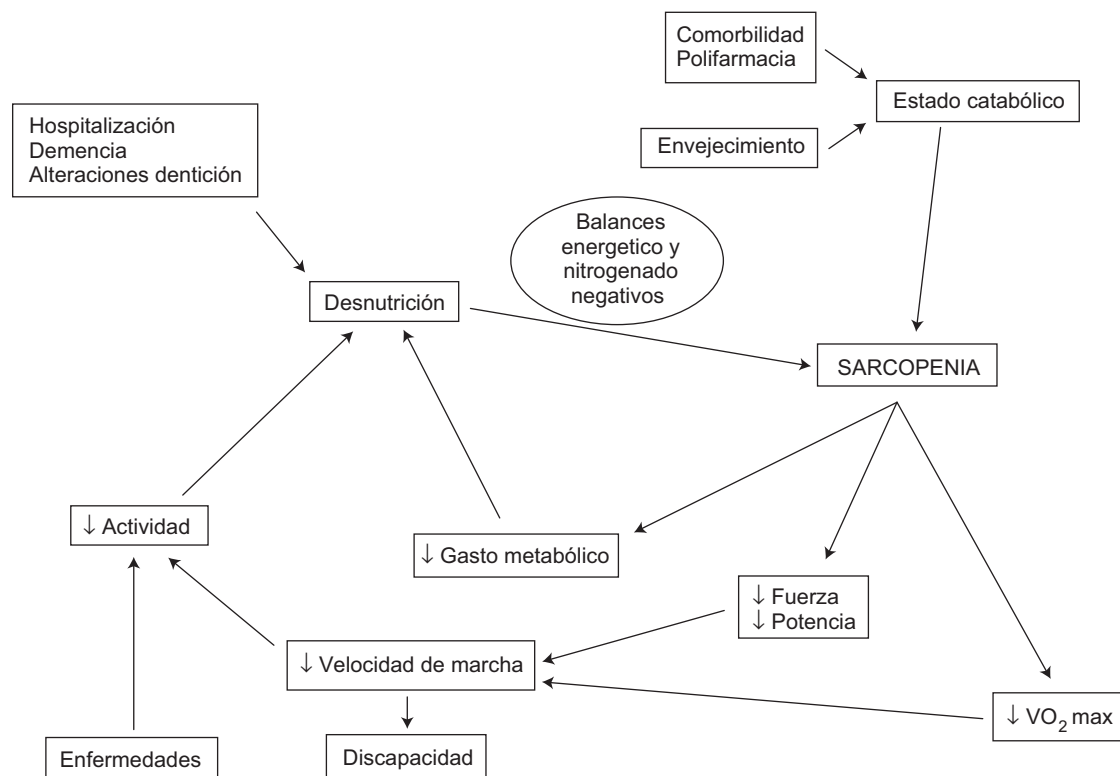 Comorbilidad
Polifarmacia
Estado catabólico
Hospitalización
Demencia
Alteraciones dentición
Envejecimiento
Balances
energetico y
nitrogenado
negativos
Desnutrición
SARCOPENIA
↓ Actividad
↓ Gasto metabólico
↓ Fuerza
↓ Potencia
↓ Velocidad de marcha
↓ VO₂ max
Enfermedades
Discapacidad